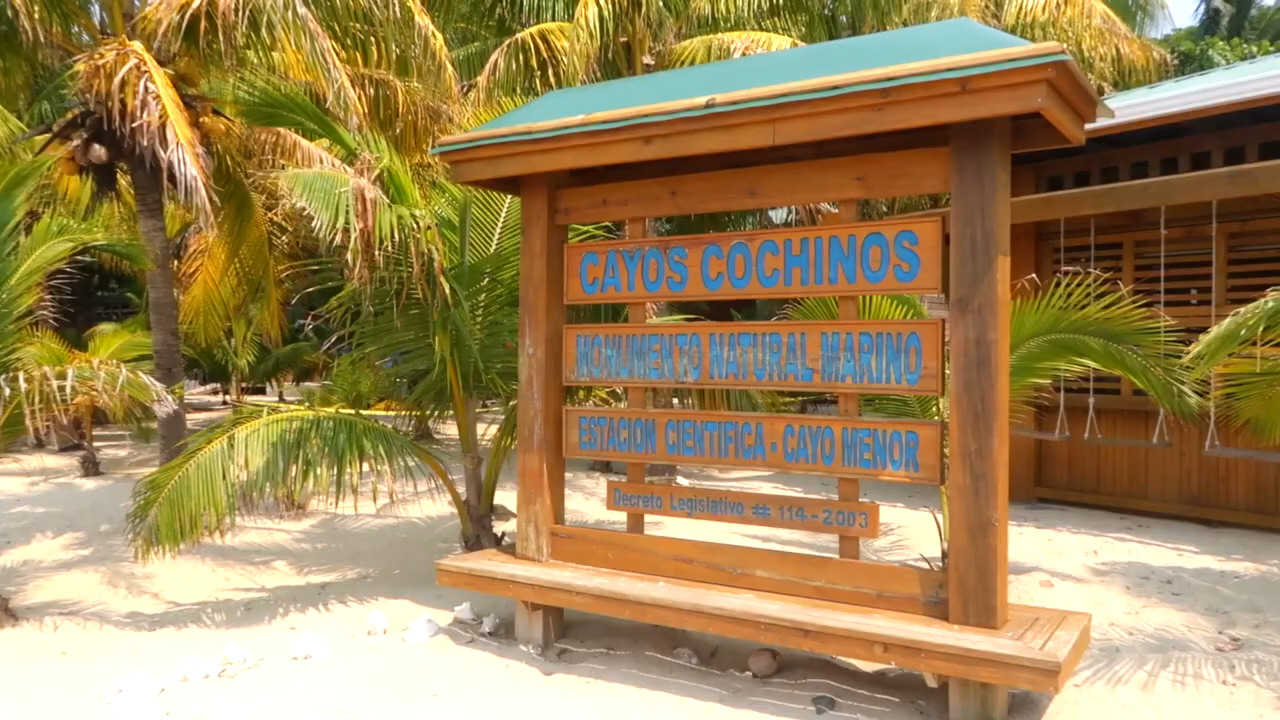 CAYOS COCHINOS
MONUMENTO NATURAL MARINO
ESTACION CIENTIFICA - CAYO MENOR
Decreto Legislativo # 114-2003